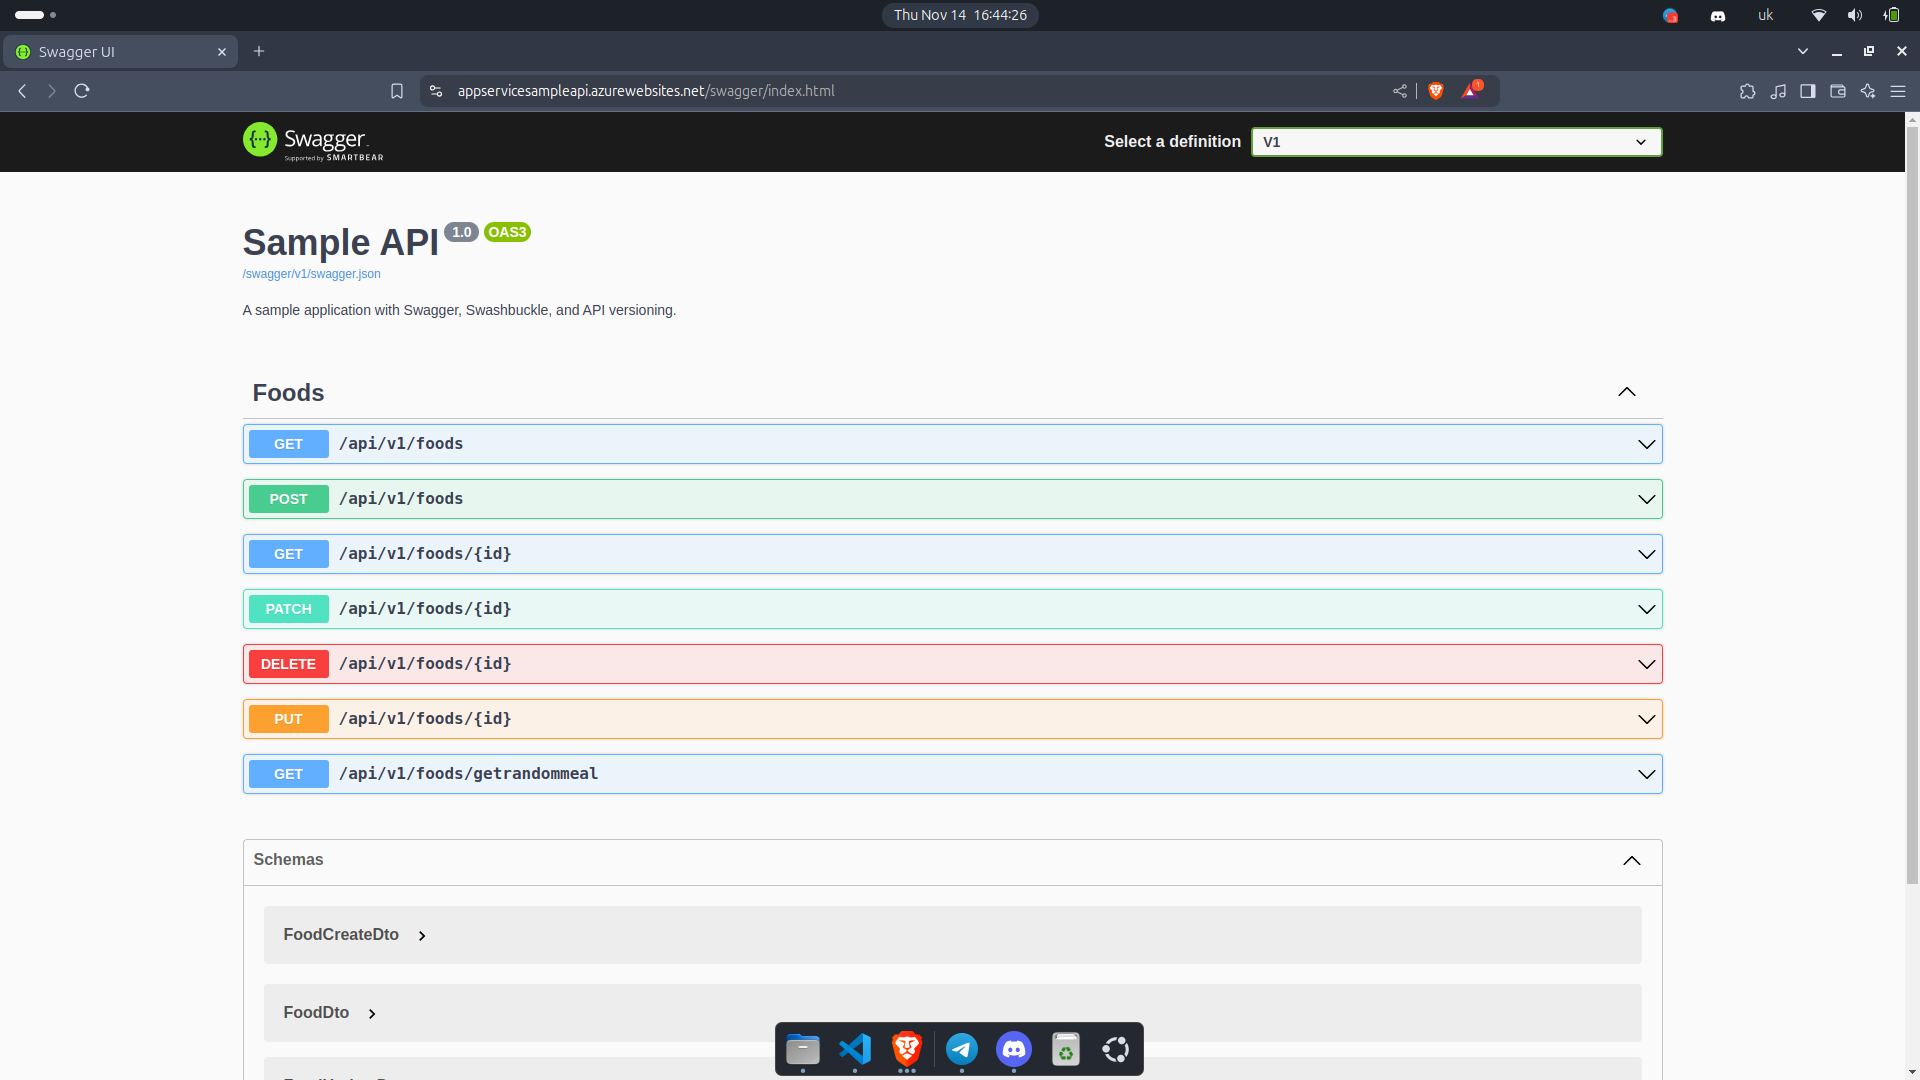 Thu Nov 14 16:44:26
uk
Swagger UI
appservicesampleapi.azurewebsites.net/swagger/index.html
1
Swagger
Supported by SMARTBEAR
Select a definition
V1
Sample API 1.0 OAS3
/swagger/v1/swagger.json
A sample application with Swagger, Swashbuckle, and API versioning.
Foods
GET /api/v1/foods
POST /api/v1/foods
GET /api/v1/foods/{id}
PATCH /api/v1/foods/{id}
DELETE /api/v1/foods/{id}
PUT /api/v1/foods/{id}
GET /api/v1/foods/getrandommeal
Schemas
FoodCreateDto
FoodDto